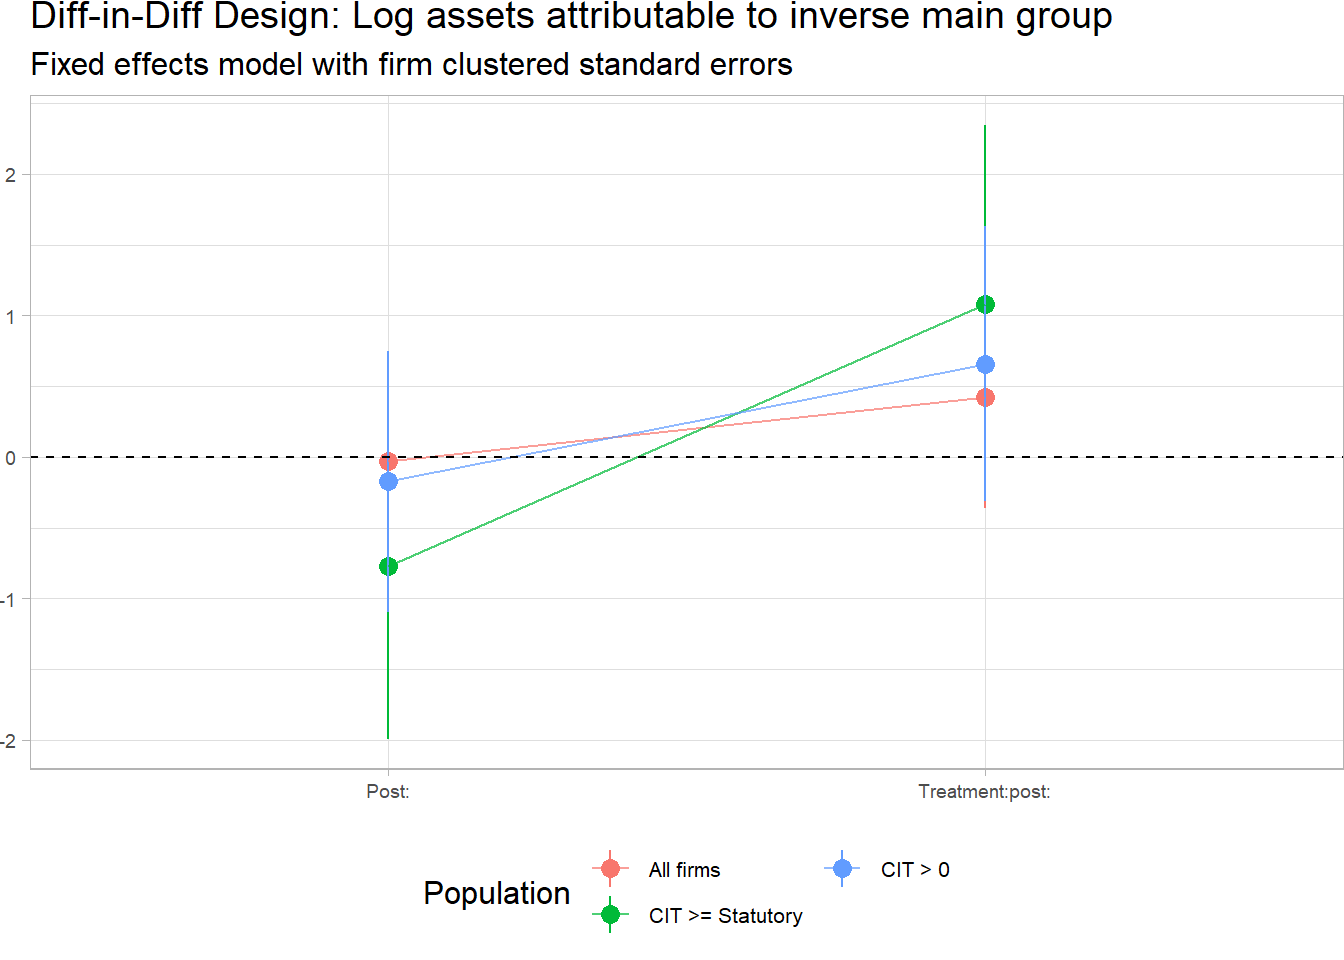 Diff-in-Diff Design: Log assets attributable to inverse main group
Fixed effects model with firm clustered standard errors
2
1
0
-1
-2
Post:
Treatment:post:
Population
All firms
CIT > 0
CIT >= Statutory